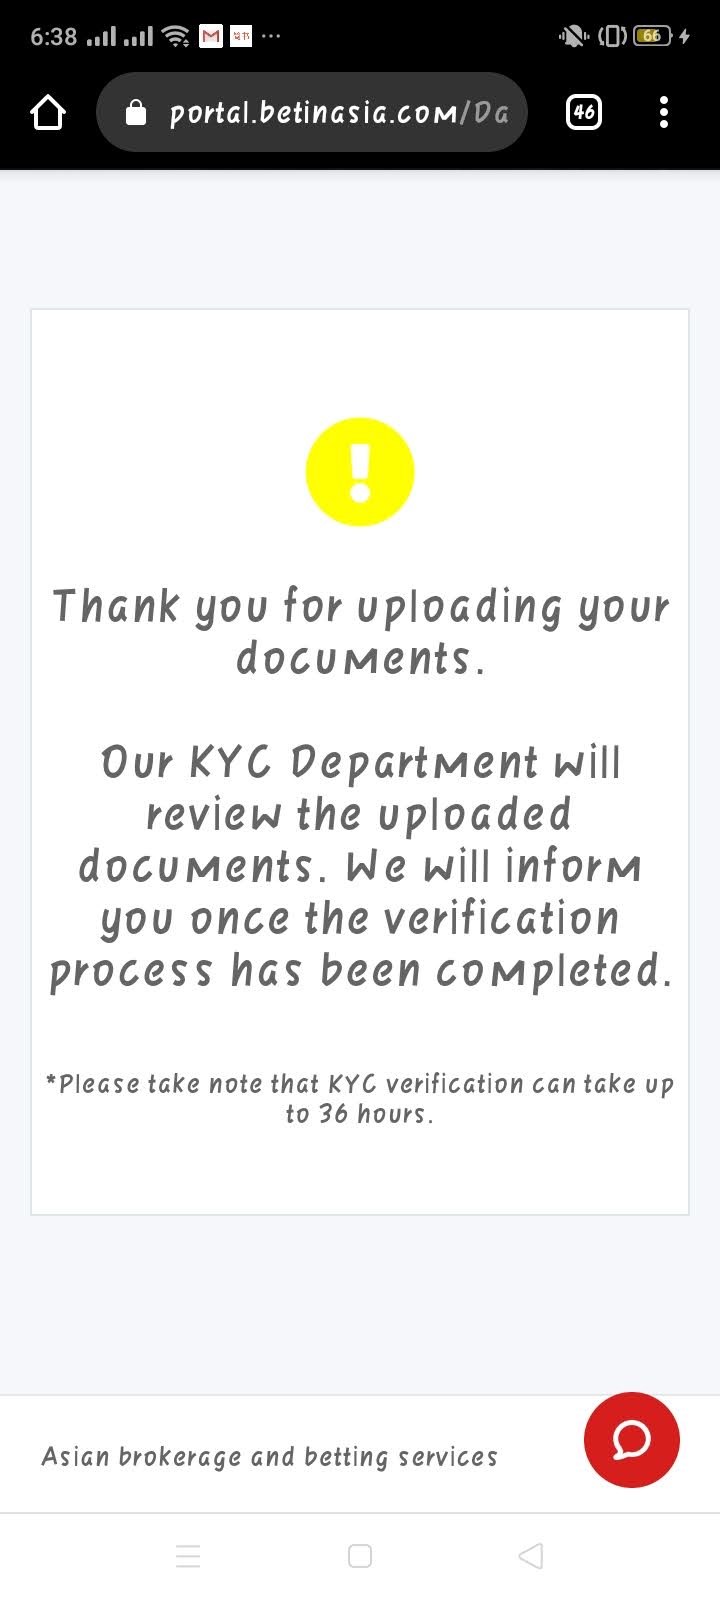 6:38
66
portal.betinasia.com/Da
46
Thank you for uploading your
documents.
Our KYC Department will
review the uploaded
documents. We will inform
you once the verification
process has been completed.
*Please take note that KYC verification can take up
to 36 hours.
Asian brokerage and betting services